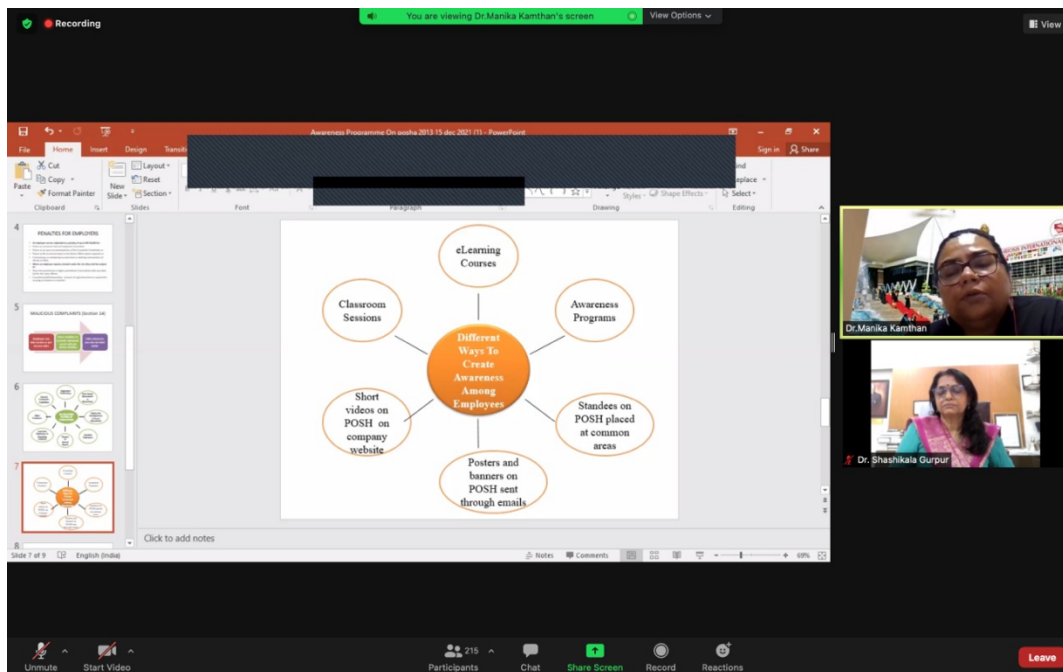 Recording
You are viewing Dr.Manika Kamthan's screen
View Options
View
Awareness Programme On posha 2013 15 dec 2021 (1) - PowerPoint
File
Home
Insert
Design
Sign in
Share
Paste
Cut
Copy
Format Painter
Clipboard
New
Slide
Layout
Reset
Section
Slides
Font
Paragraph
Styles
Shape Effects
Drawing
Select
Editing
4
PENALTIES FOR EMPLOYERS
5
MALICIOUS COMPLAINTS (Section 14)
6
7
8
eLearning
Courses
Classroom
Sessions
Awareness
Programs
Different
Ways To
Create
Awareness
Among
Employees
Short
videos on
POSH on
company
website
Standees on
POSH placed
at common
areas
Posters and
banners on
POSH sent
through emails
Click to add notes
Slide 7 of 9
English (India)
Notes
Comments
69%
Dr.Manika Kamthan
Dr. Shashikala Gurpur
Unmute
Start Video
215
Participants
Chat
Share Screen
Record
Reactions
Leave